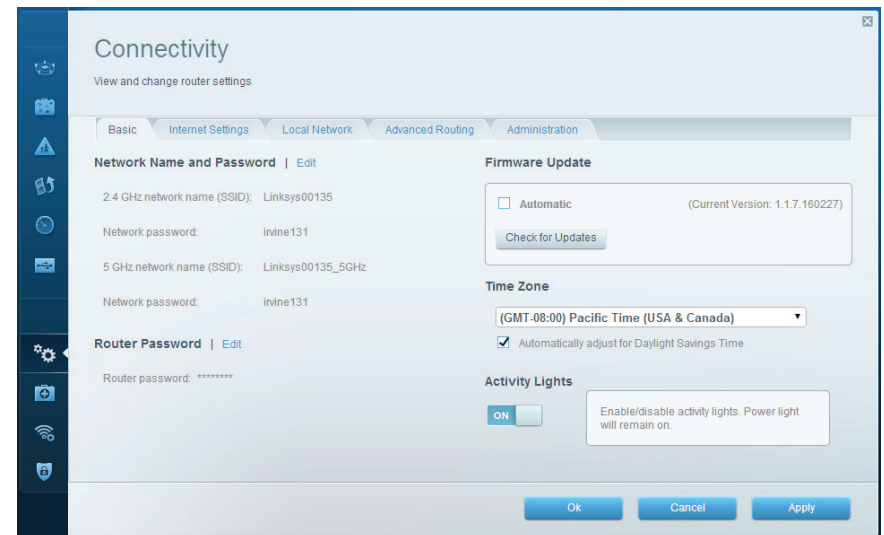 Connectivity
View and change router settings
Basic
Internet Settings
Local Network
Advanced Routing
Administration
Network Name and Password | Edit
2.4 GHz network name (SSID): Linksys00135
Network password: irvine131
5 GHz network name (SSID): Linksys00135_5GHz
Network password: irvine131
Router Password | Edit
Router password: ********
Firmware Update
Automatic (Current Version: 1.1.7.160227)
Check for Updates
Time Zone
(GMT-08:00) Pacific Time (USA & Canada)
Automatically adjust for Daylight Savings Time
Activity Lights
ON
Enable/disable activity lights. Power light
will remain on.
Ok
Cancel
Apply